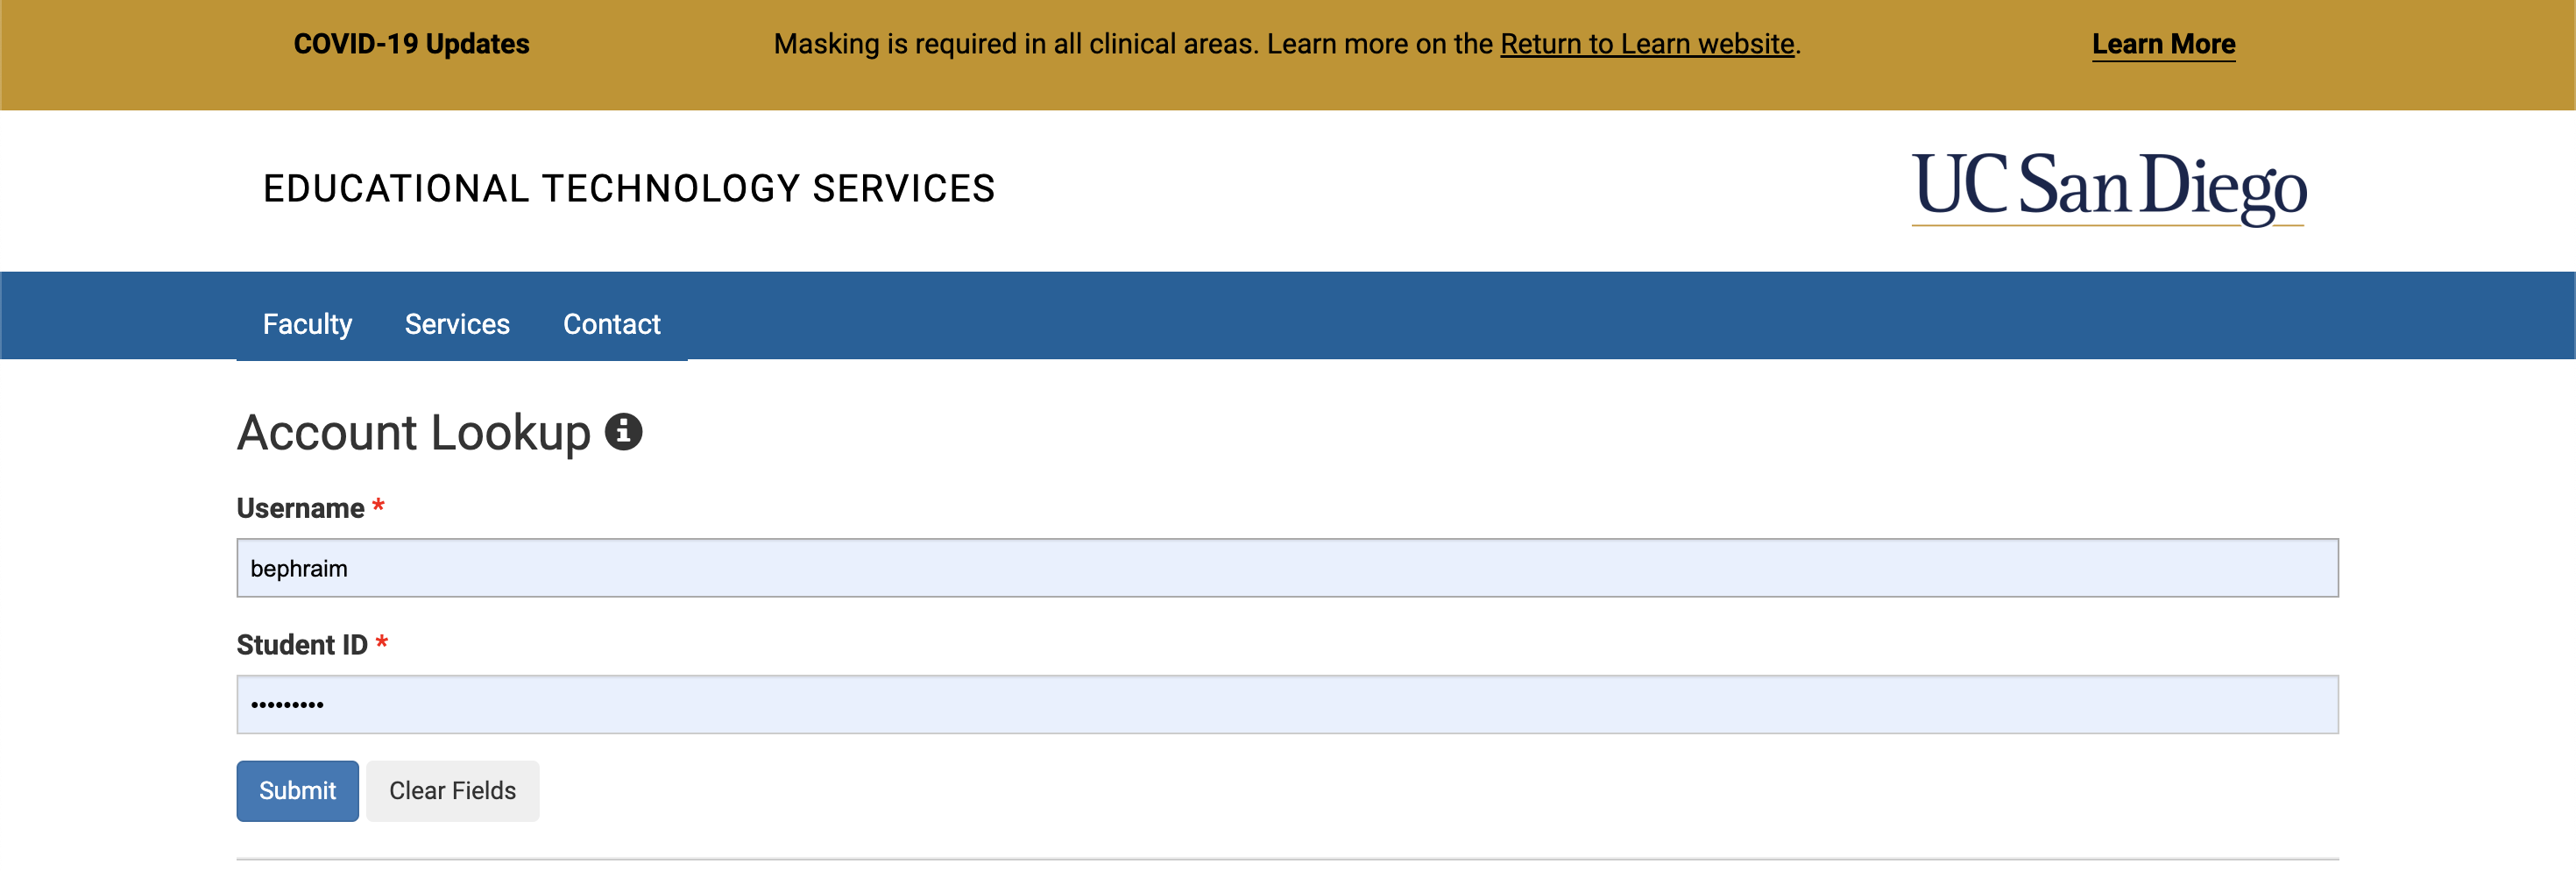 COVID-19 Updates
Masking is required in all clinical areas. Learn more on the Return to Learn website.
Learn More
EDUCATIONAL TECHNOLOGY SERVICES
UC San Diego
Faculty Services Contact
Account Lookup
Username *
bephraim
Student ID *
•••••••••
Submit Clear Fields